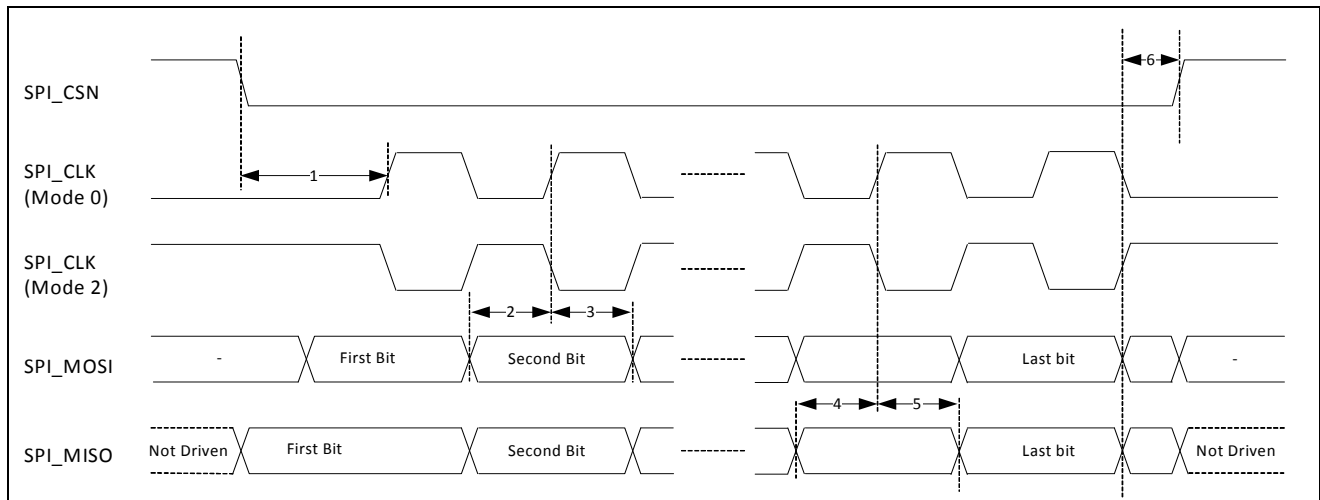 6
SPI_CSN
SPI_CLK
(Mode 0)
1
SPI_CLK
(Mode 2)
2
3
SPI_MOSI
-
First Bit
Second Bit
Last bit
-
4
5
SPI_MISO
Not Driven
First Bit
Second Bit
Last bit
Not Driven